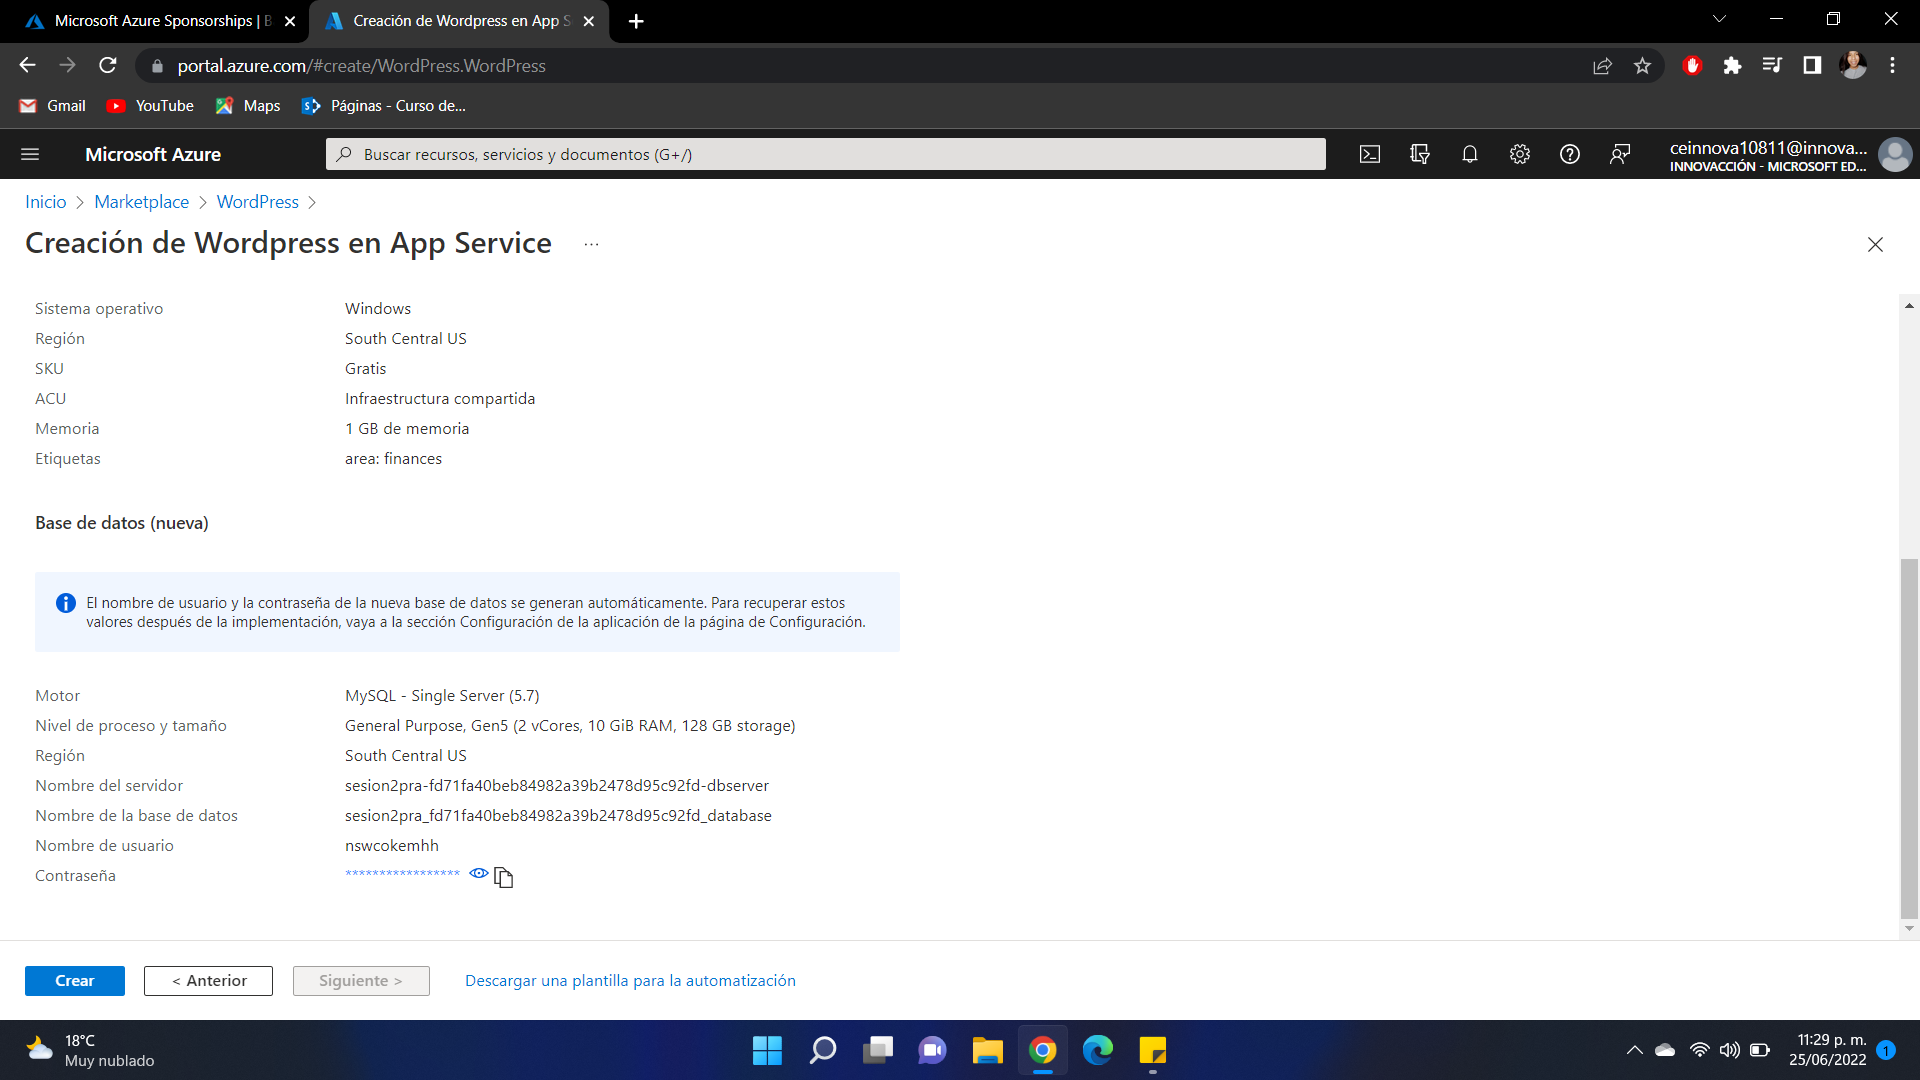 Microsoft Azure Sponsorships | B
Creación de Wordpress en App S
portal.azure.com/#create/WordPress.WordPress
Gmail
YouTube
Maps
Páginas - Curso de...
Microsoft Azure
Buscar recursos, servicios y documentos (G+/)
ceinnova10811@innova...
INNOVACCIÓN - MICROSOFT ED...
Inicio > Marketplace > WordPress >
Creación de Wordpress en App Service ...
Sistema operativo Windows
Región South Central US
SKU Gratis
ACU Infraestructura compartida
Memoria 1 GB de memoria
Etiquetas area: finances
Base de datos (nueva)
El nombre de usuario y la contraseña de la nueva base de datos se generan automáticamente. Para recuperar estos
valores después de la implementación, vaya a la sección Configuración de la aplicación de la página de Configuración.
Motor MySQL - Single Server (5.7)
Nivel de proceso y tamaño General Purpose, Gen5 (2 vCores, 10 GiB RAM, 128 GB storage)
Región South Central US
Nombre del servidor sesion2pra-fd71fa40beb84982a39b2478d95c92fd-dbserver
Nombre de la base de datos sesion2pra_fd71fa40beb84982a39b2478d95c92fd_database
Nombre de usuario nswcokemhh
Contraseña *****************
Crear
< Anterior
Siguiente >
Descargar una plantilla para la automatización
18°C
Muy nublado
11:29 p. m.
25/06/2022
1